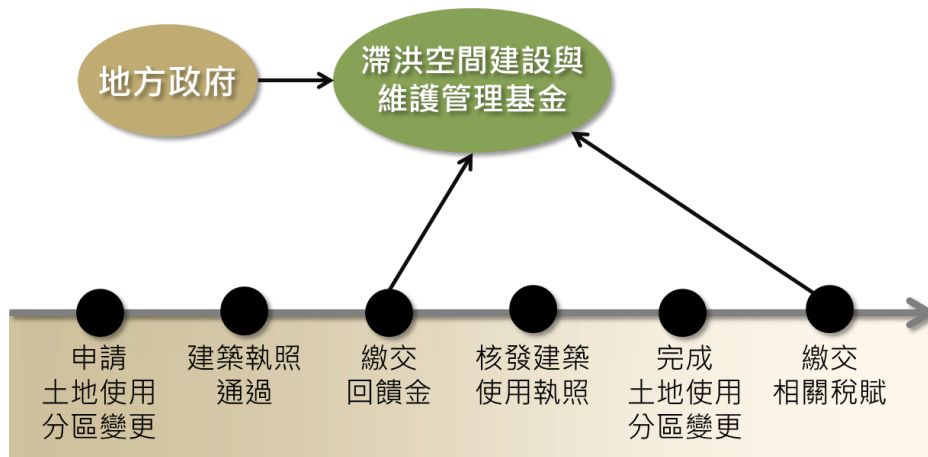 地方政府
滯洪空間建設與
維護管理基金
申請
土地使用
分區變更
建築執照
通過
繳交
回饋金
核發建築
使用執照
完成
土地使用
分區變更
繳交
相關稅賦